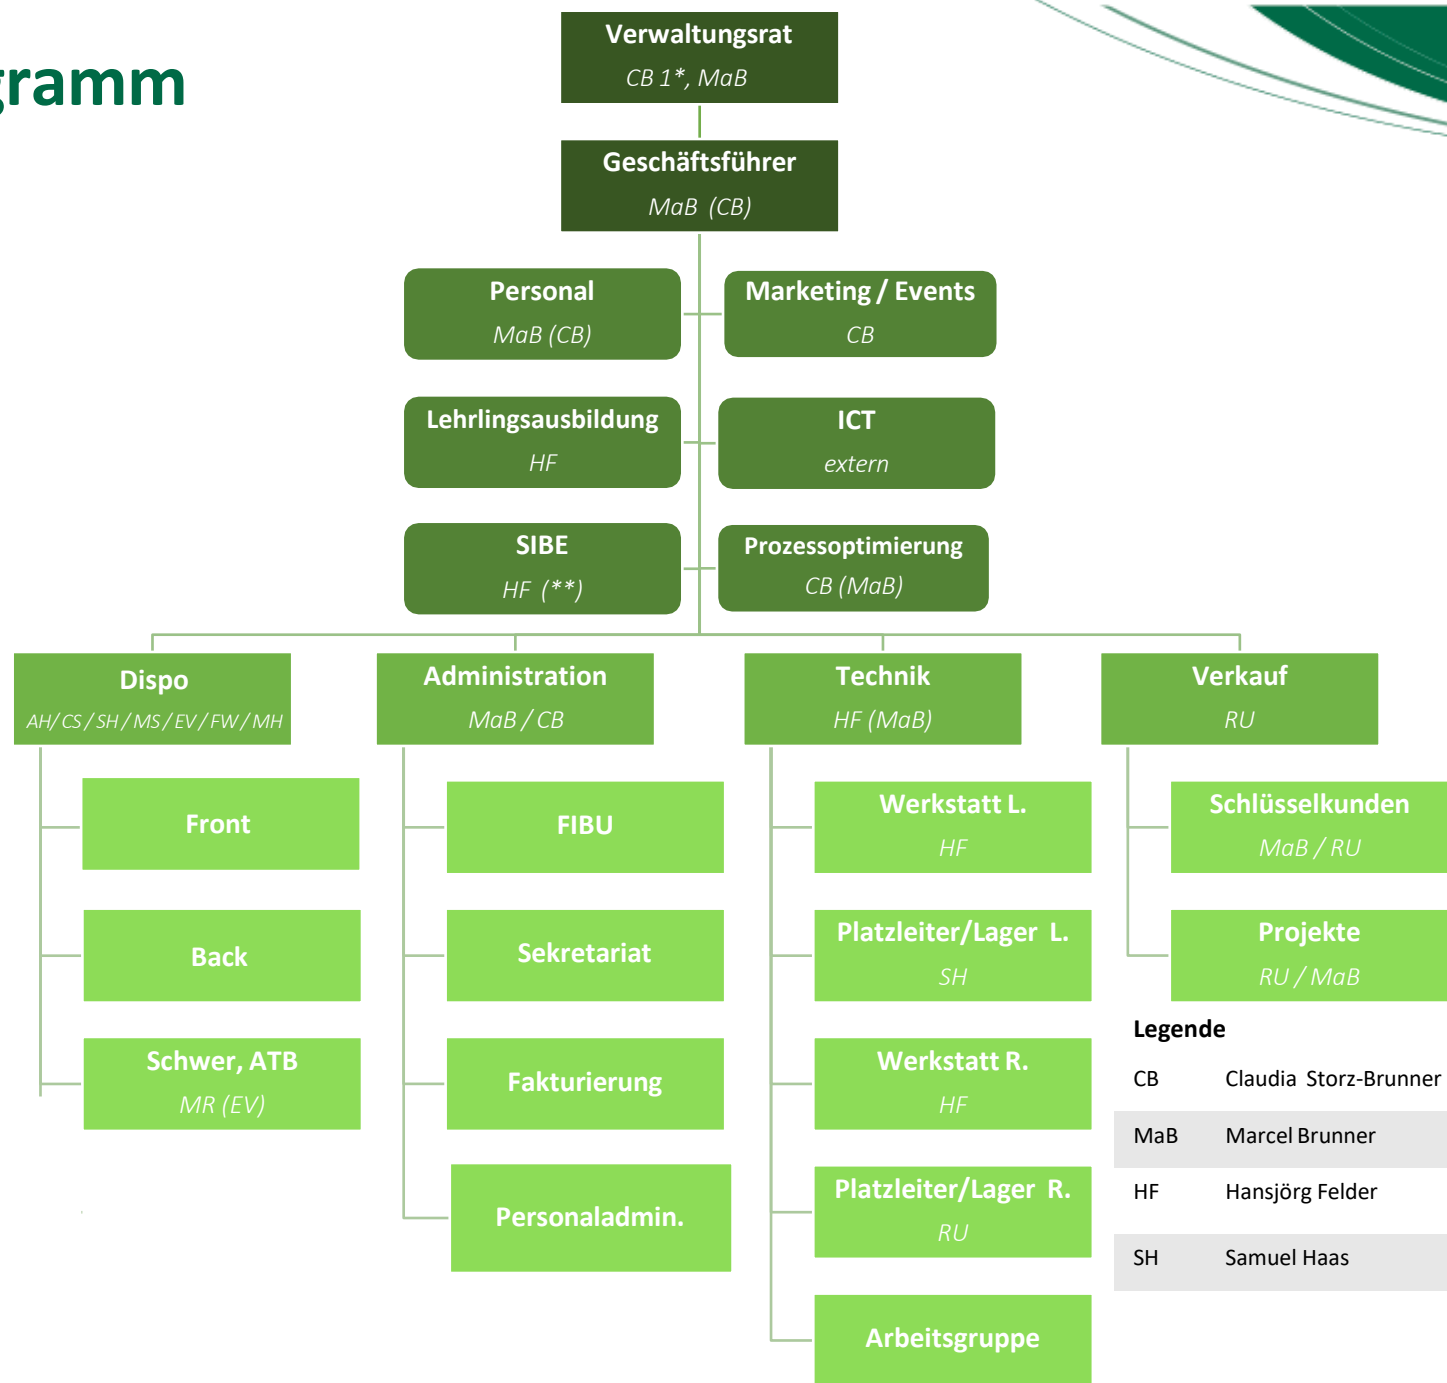 gramm
Verwaltungsrat
CB 1*, MaB
Geschäftsführer
MaB (CB)
Personal
MaB (CB)
Marketing / Events
CB
Lehrlingsausbildung
HF
ICT
extern
SIBE
HF (**)
Prozessoptimierung
CB (MaB)
Dispo
AH/ CS / SH / MS / EV / FW / MH
Administration
MaB / CB
Technik
HF (MaB)
Verkauf
RU
Front
Back
Schwer, ATB
MR (EV)
FIBU
Sekretariat
Fakturierung
Personaladmin.
Werkstatt L.
HF
Platzleiter/Lager L.
SH
Werkstatt R.
HF
Platzleiter/Lager R.
RU
Arbeitsgruppe
Schlüsselkunden
MaB / RU
Projekte
RU / MaB
Legende
CB Claudia Storz-Brunner
MaB Marcel Brunner
HF Hansjörg Felder
SH Samuel Haas